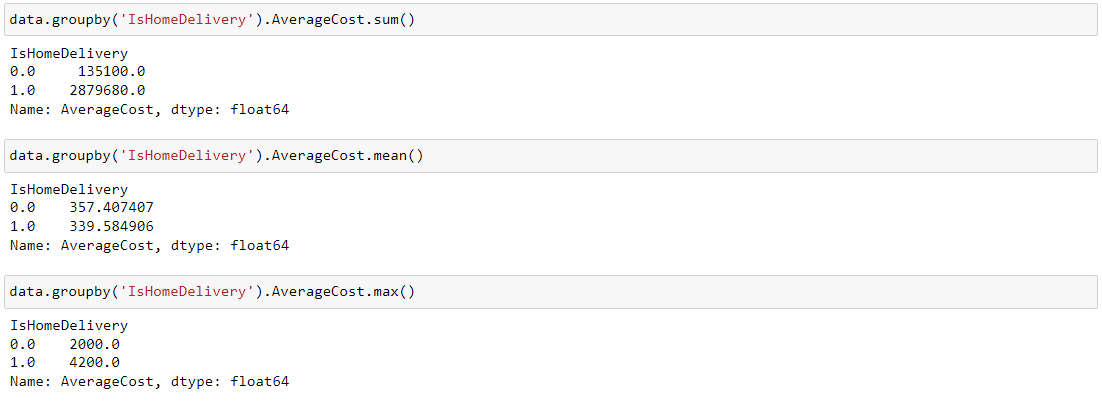 data.groupby('IsHomeDelivery').AverageCost.sum()
IsHomeDelivery
0.0     135100.0
1.0    2879680.0
Name: AverageCost, dtype: float64
data.groupby('IsHomeDelivery').AverageCost.mean()
IsHomeDelivery
0.0    357.407407
1.0    339.584906
Name: AverageCost, dtype: float64
data.groupby('IsHomeDelivery').AverageCost.max()
IsHomeDelivery
0.0    2000.0
1.0    4200.0
Name: AverageCost, dtype: float64